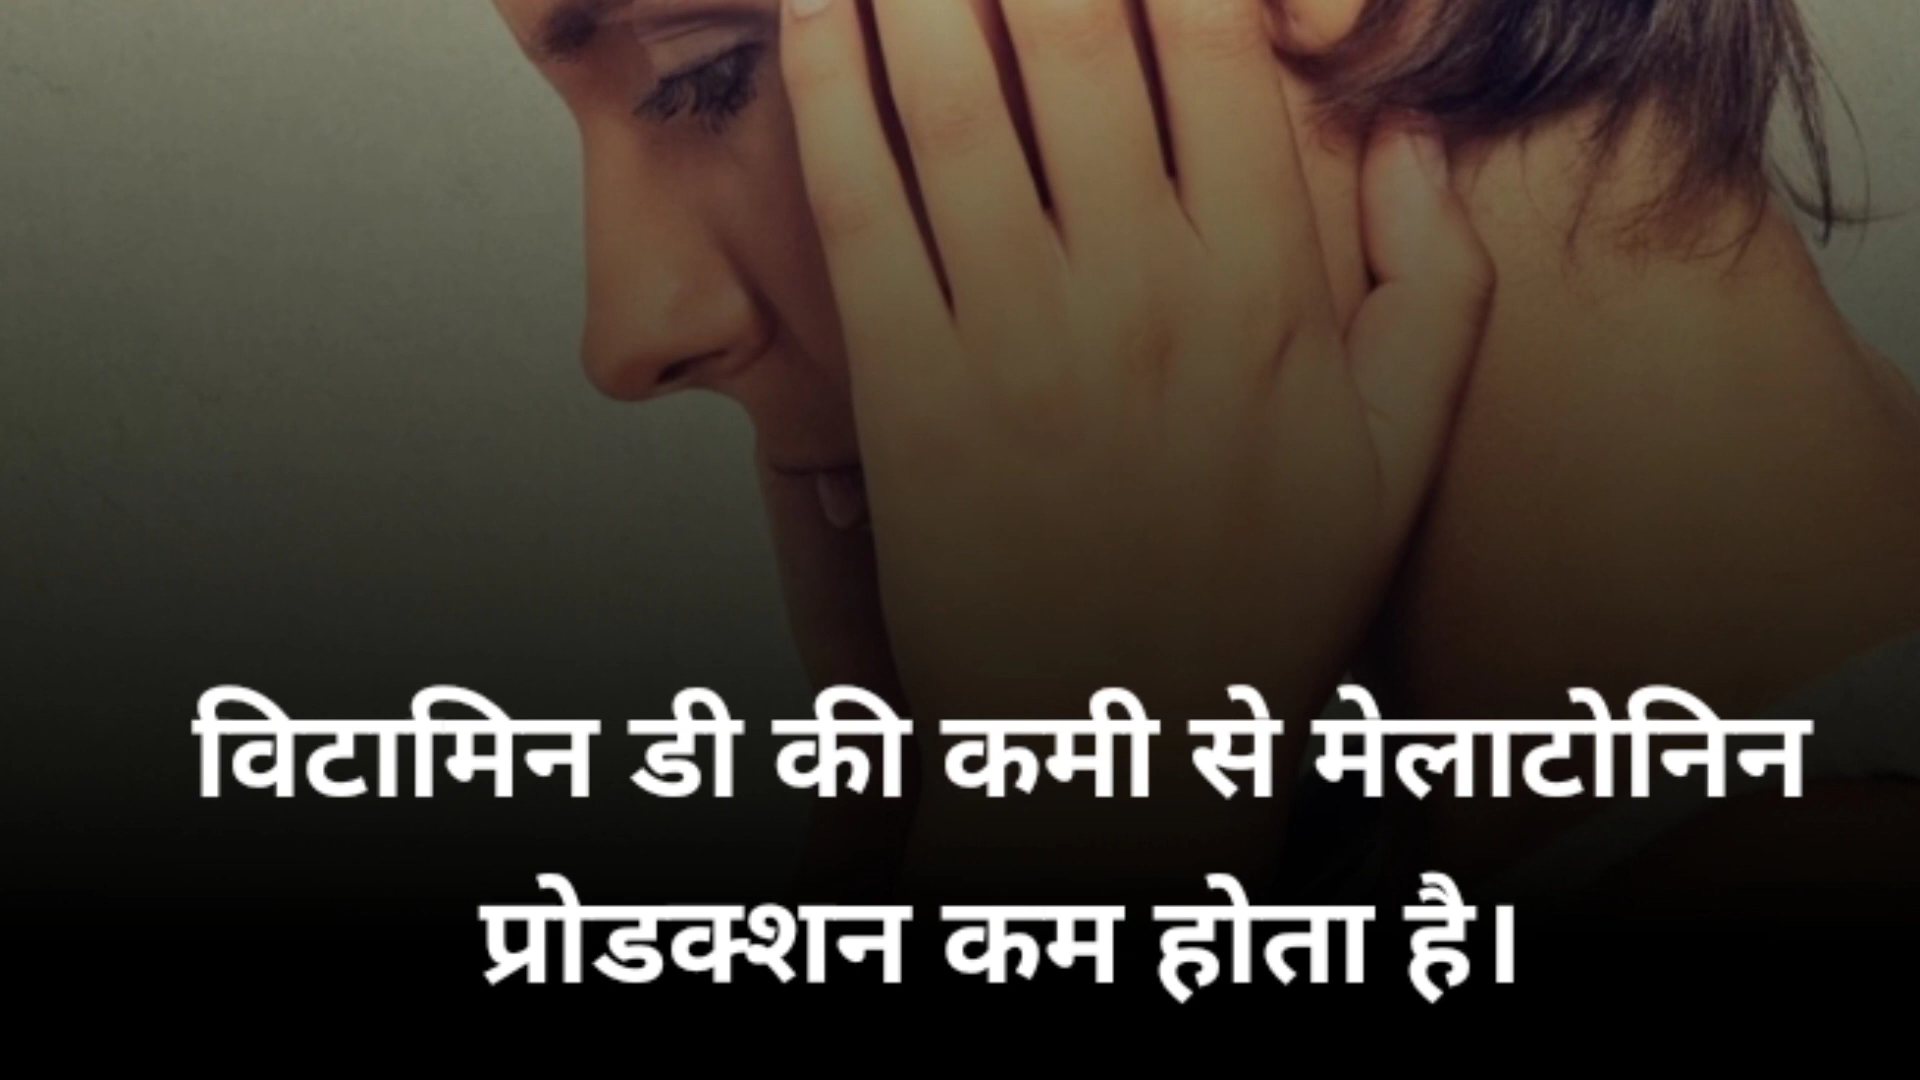 विटामिन डी की कमी से मेलाटोनिन
प्रोडक्शन कम होता है।